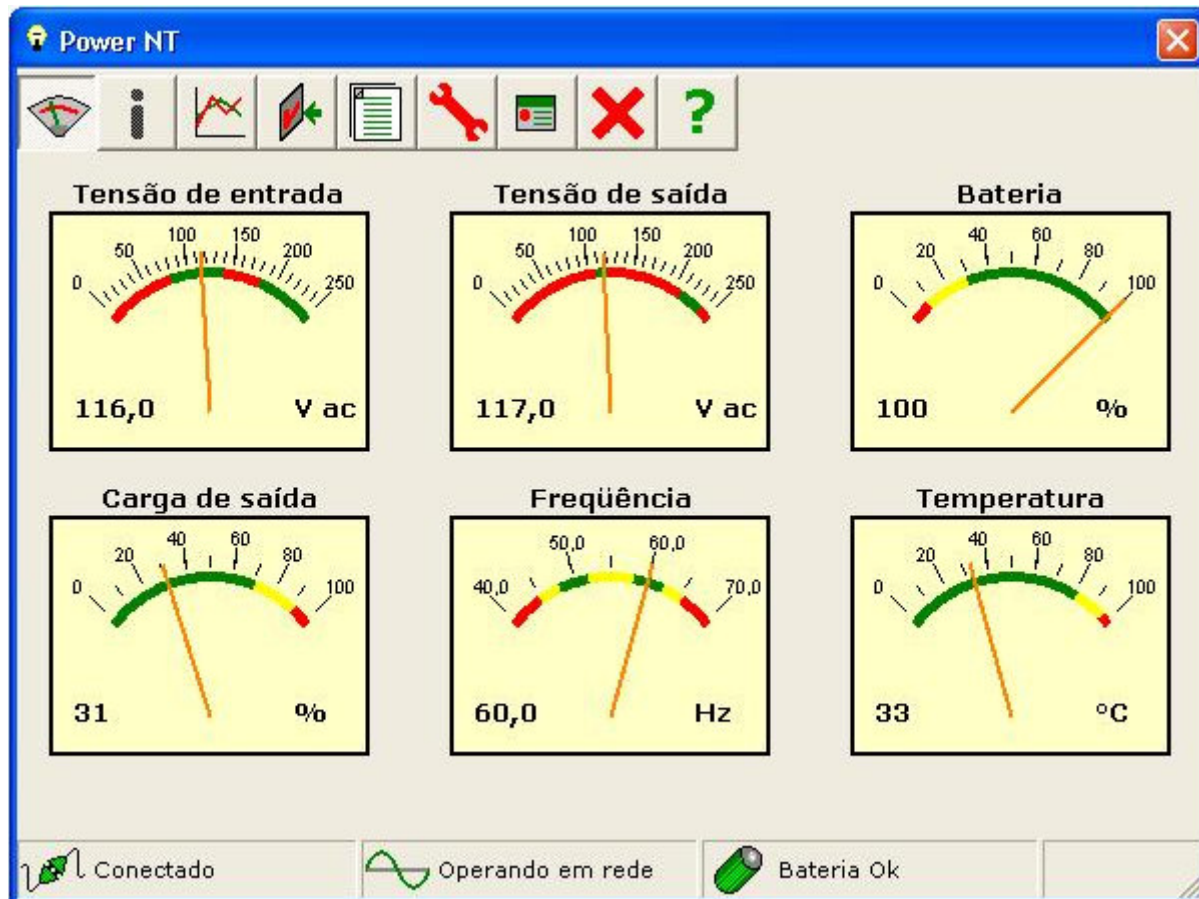 Power NT
Tensão de entrada
0 50 100 150 200 250
116,0 V ac
Tensão de saída
0 50 100 150 200 250
117,0 V ac
Bateria
0 20 40 60 80 100
100 %
Carga de saída
0 20 40 60 80 100
31 %
Freqüência
40,0 50,0 60,0 70,0
60,0 Hz
Temperatura
0 20 40 60 80 100
33 °C
Conectado
Operando em rede
Bateria Ok